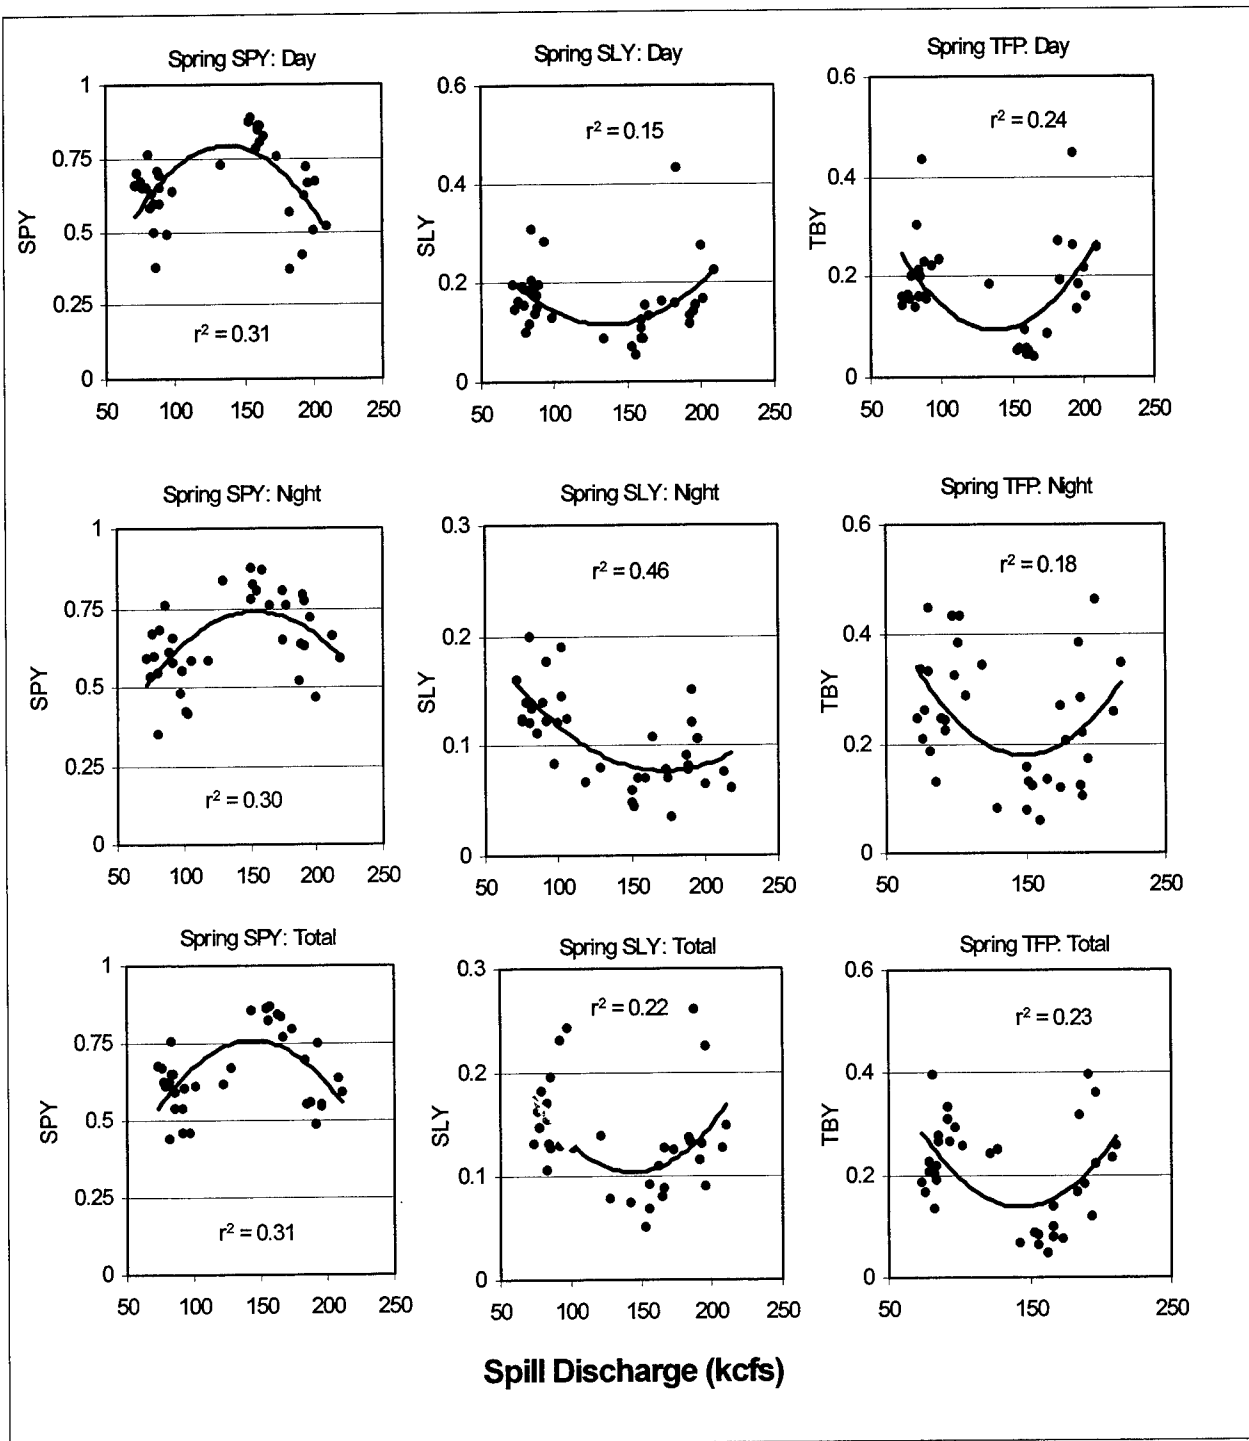 Spring SPY: Day
1
0.75
0.5
0.25
0
SPY
r² = 0.31
50 100 150 200 250
Spring SLY: Day
0.6
0.4
0.2
0
SLY
r² = 0.15
50 100 150 200 250
Spring TFP: Day
0.6
0.4
0.2
0
TBY
r² = 0.24
50 100 150 200 250
Spring SPY: Night
1
0.75
0.5
0.25
0
SPY
r² = 0.30
50 100 150 200 250
Spring SLY: Night
0.3
0.2
0.1
0
SLY
r² = 0.46
50 100 150 200 250
Spring TFP: Night
0.6
0.4
0.2
0
TBY
r² = 0.18
50 150 250
Spring SPY: Total
1
0.75
0.5
0.25
0
SPY
r² = 0.31
50 100 150 200 250
Spring SLY: Total
0.3
0.2
0.1
0
SLY
r² = 0.22
50 100 150 200 250
Spring TFP: Total
0.6
0.4
0.2
0
TBY
r² = 0.23
50 150 250
Spill Discharge (kcfs)